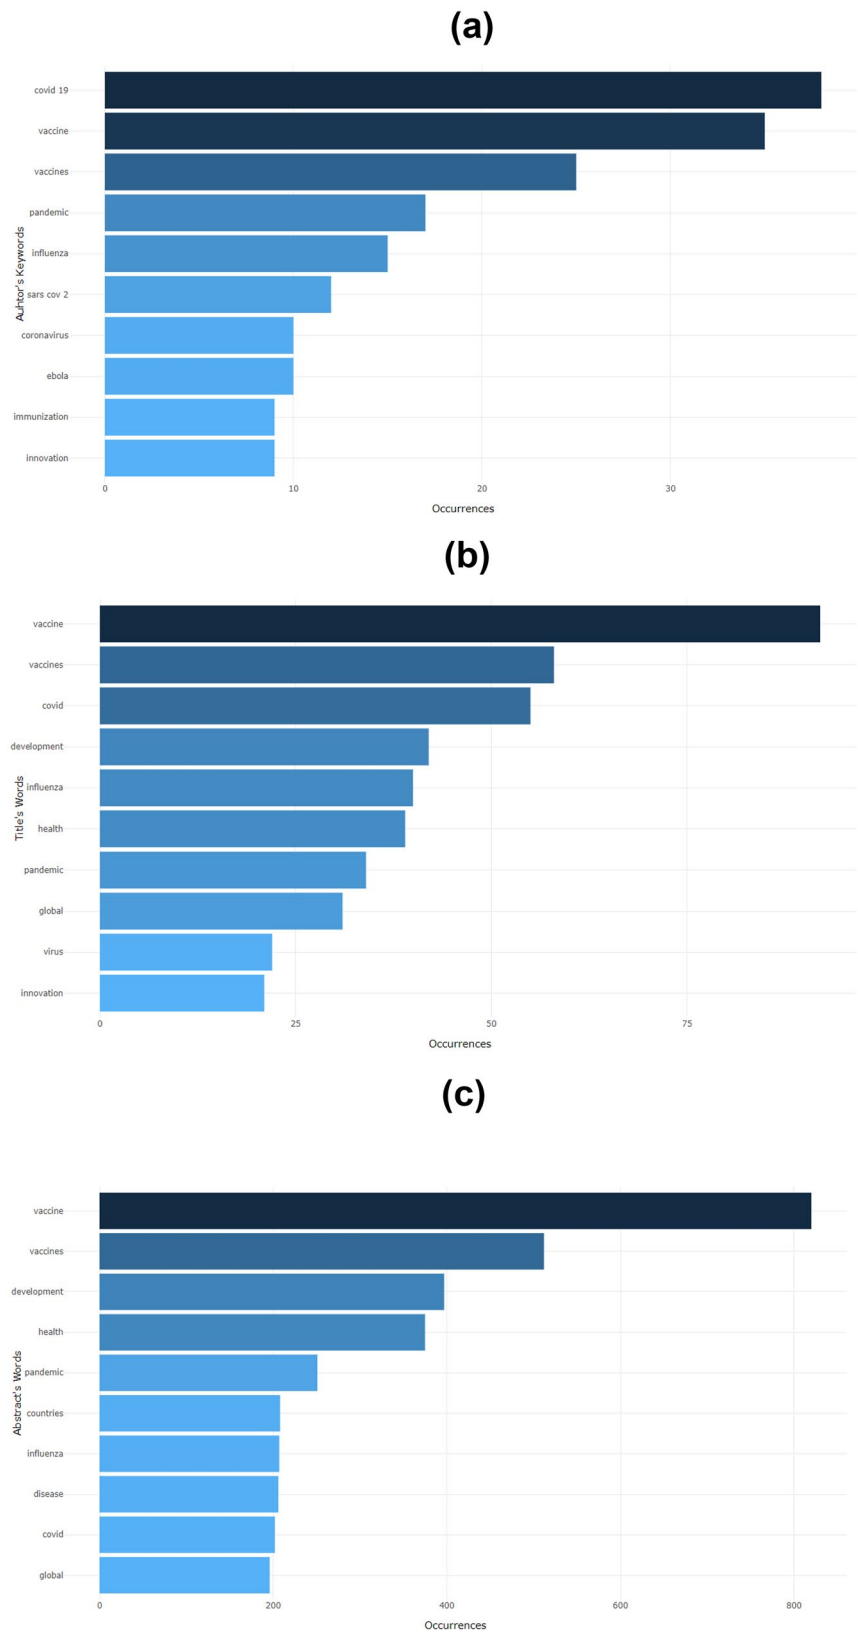 (a)
covid 19
vaccine
vaccines
pandemic
influenza
sars cov 2
coronavirus
ebola
immunization
innovation
Auhtor's Keywords
0 10 20 30
Occurrences
(b)
vaccine
vaccines
covid
development
influenza
health
pandemic
global
virus
innovation
Title's Words
0 25 50 75
Occurrences
(c)
vaccine
vaccines
development
health
pandemic
countries
influenza
disease
covid
global
Abstract's Words
0 200 400 600 800
Occurrences